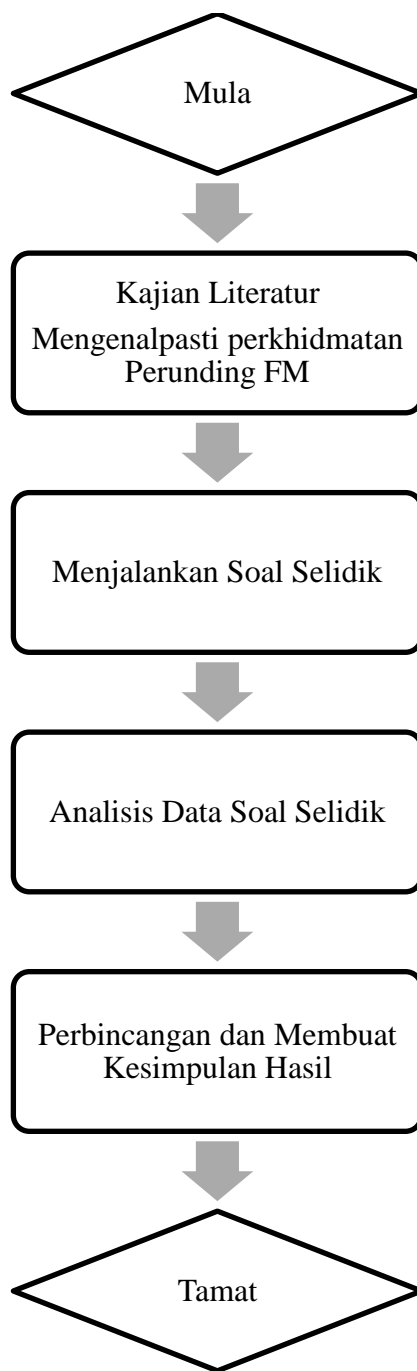 Mula
Kajian Literatur
Mengenalpasti perkhidmatan
Perunding FM
Menjalankan Soal Selidik
Analisis Data Soal Selidik
Perbincangan dan Membuat
Kesimpulan Hasil
Tamat